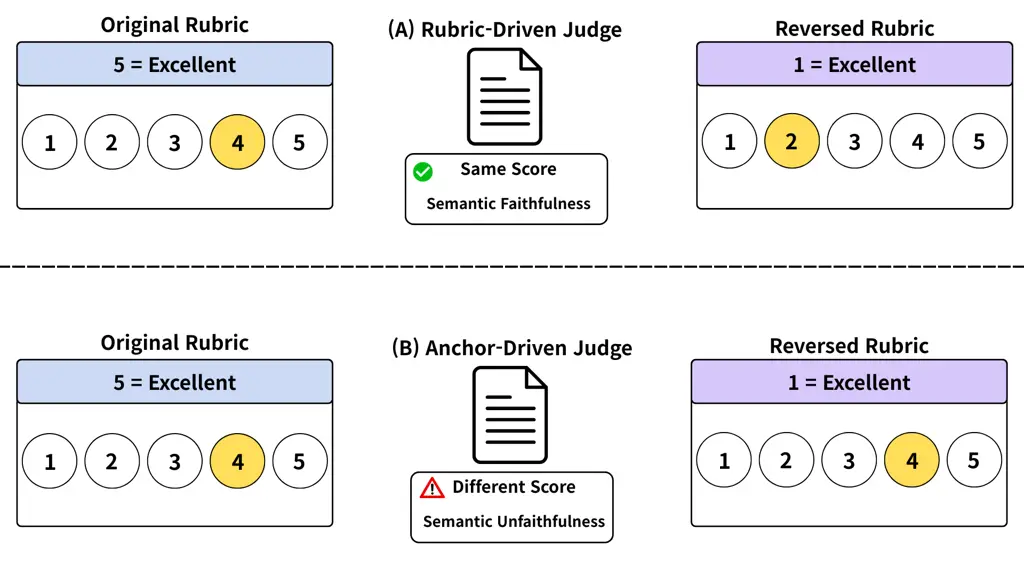 Original Rubric
5 = Excellent
1 2 3 4 5
(A) Rubric-Driven Judge
Same Score
Semantic Faithfulness
Reversed Rubric
1 = Excellent
1 2 3 4 5
Original Rubric
5 = Excellent
1 2 3 4 5
(B) Anchor-Driven Judge
Different Score
Semantic Unfaithfulness
Reversed Rubric
1 = Excellent
1 2 3 4 5